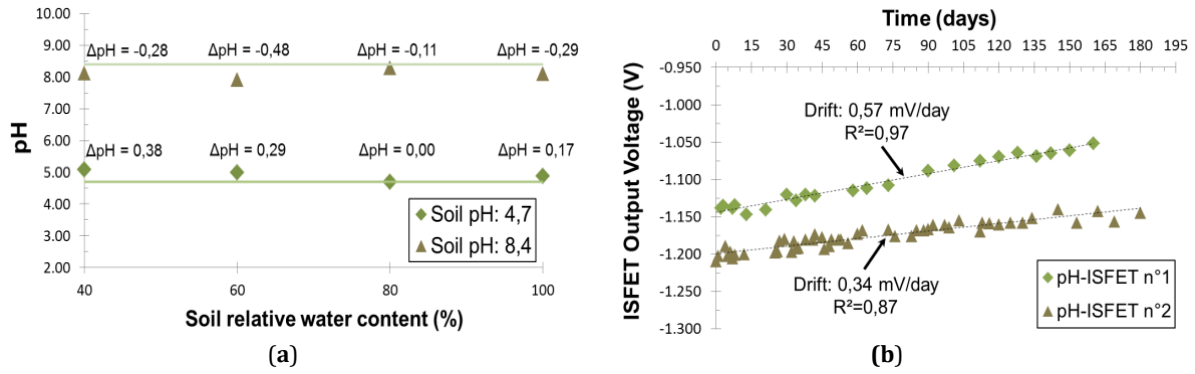 (a)
10.00
9.00
8.00
7.00
6.00
5.00
4.00
3.00
2.00
pH
ΔpH = -0,28
ΔpH = -0,48
ΔpH = -0,11
ΔpH = -0,29
ΔpH = 0,38
ΔpH = 0,29
ΔpH = 0,00
ΔpH = 0,17
Soil pH: 4,7
Soil pH: 8,4
40 60 80 100
Soil relative water content (%)
(a)
Time (days)
0 15 30 45 60 75 90 105 120 135 150 165 180 195
-0.950
-1.000
-1.050
-1.100
-1.150
-1.200
-1.250
-1.300
ISFET Output Voltage (V)
Drift: 0,57 mV/day
R²=0,97
Drift: 0,34 mV/day
R²=0,87
pH-ISFET n°1
pH-ISFET n°2
(b)